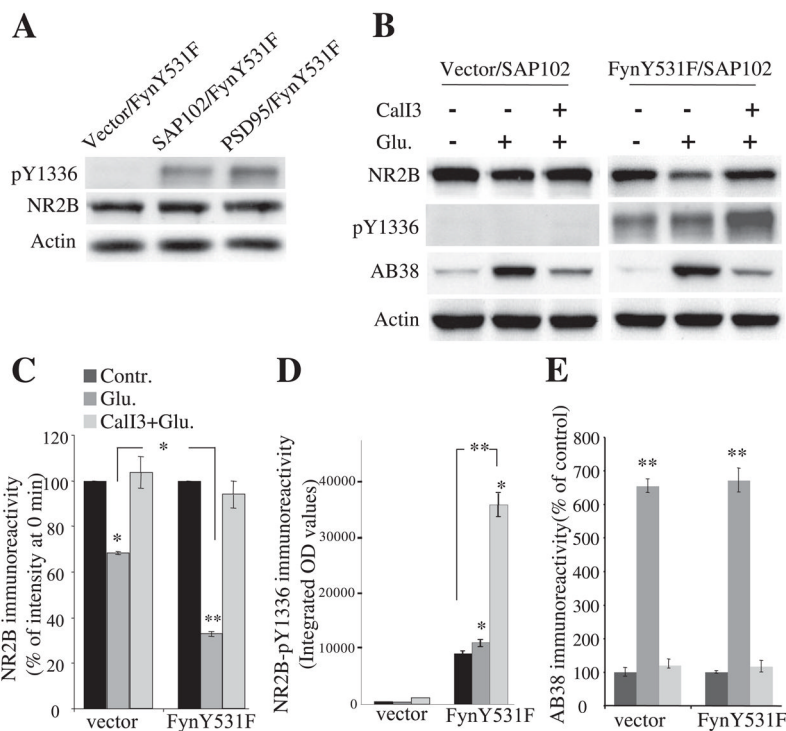 A
Vector/FynY531F
SAP102/FynY531F
PSD95/FynY531F
pY1336
NR2B
Actin
B
Vector/SAP102
FynY531F/SAP102
CalI3 - - + - - +
Glu. - + + - + +
NR2B
pY1336
AB38
Actin
C
Contr.
Glu.
CalI3+Glu.
NR2B immunoreactivity
(% of intensity at 0 min)
120
100
80
60
40
20
0
*
*
**
vector FynY531F
D
NR2B-pY1336 immunoreactivity
(Integrated OD values)
40000
30000
20000
10000
0
**
*
*
vector FynY531F
E
AB38 immunoreactivity(% of control)
800
700
600
500
400
300
200
100
0
** **
vector FynY531F